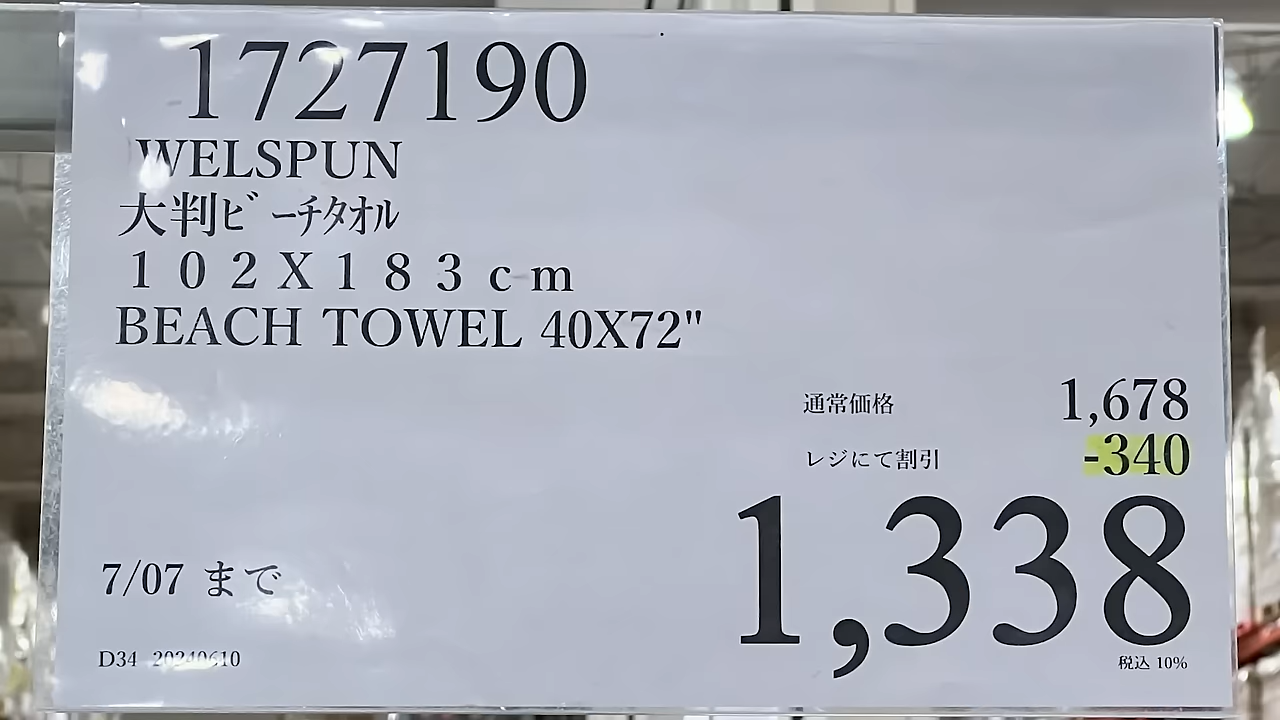 1727190
WELSPUN
大判ﾋﾞｰﾁﾀｵﾙ
１０２Ｘ１８３ｃｍ
BEACH TOWEL 40X72"
通常価格 1,678
レジにて割引 -340
1,338
7/07 まで
D34 20240610
税込 10%